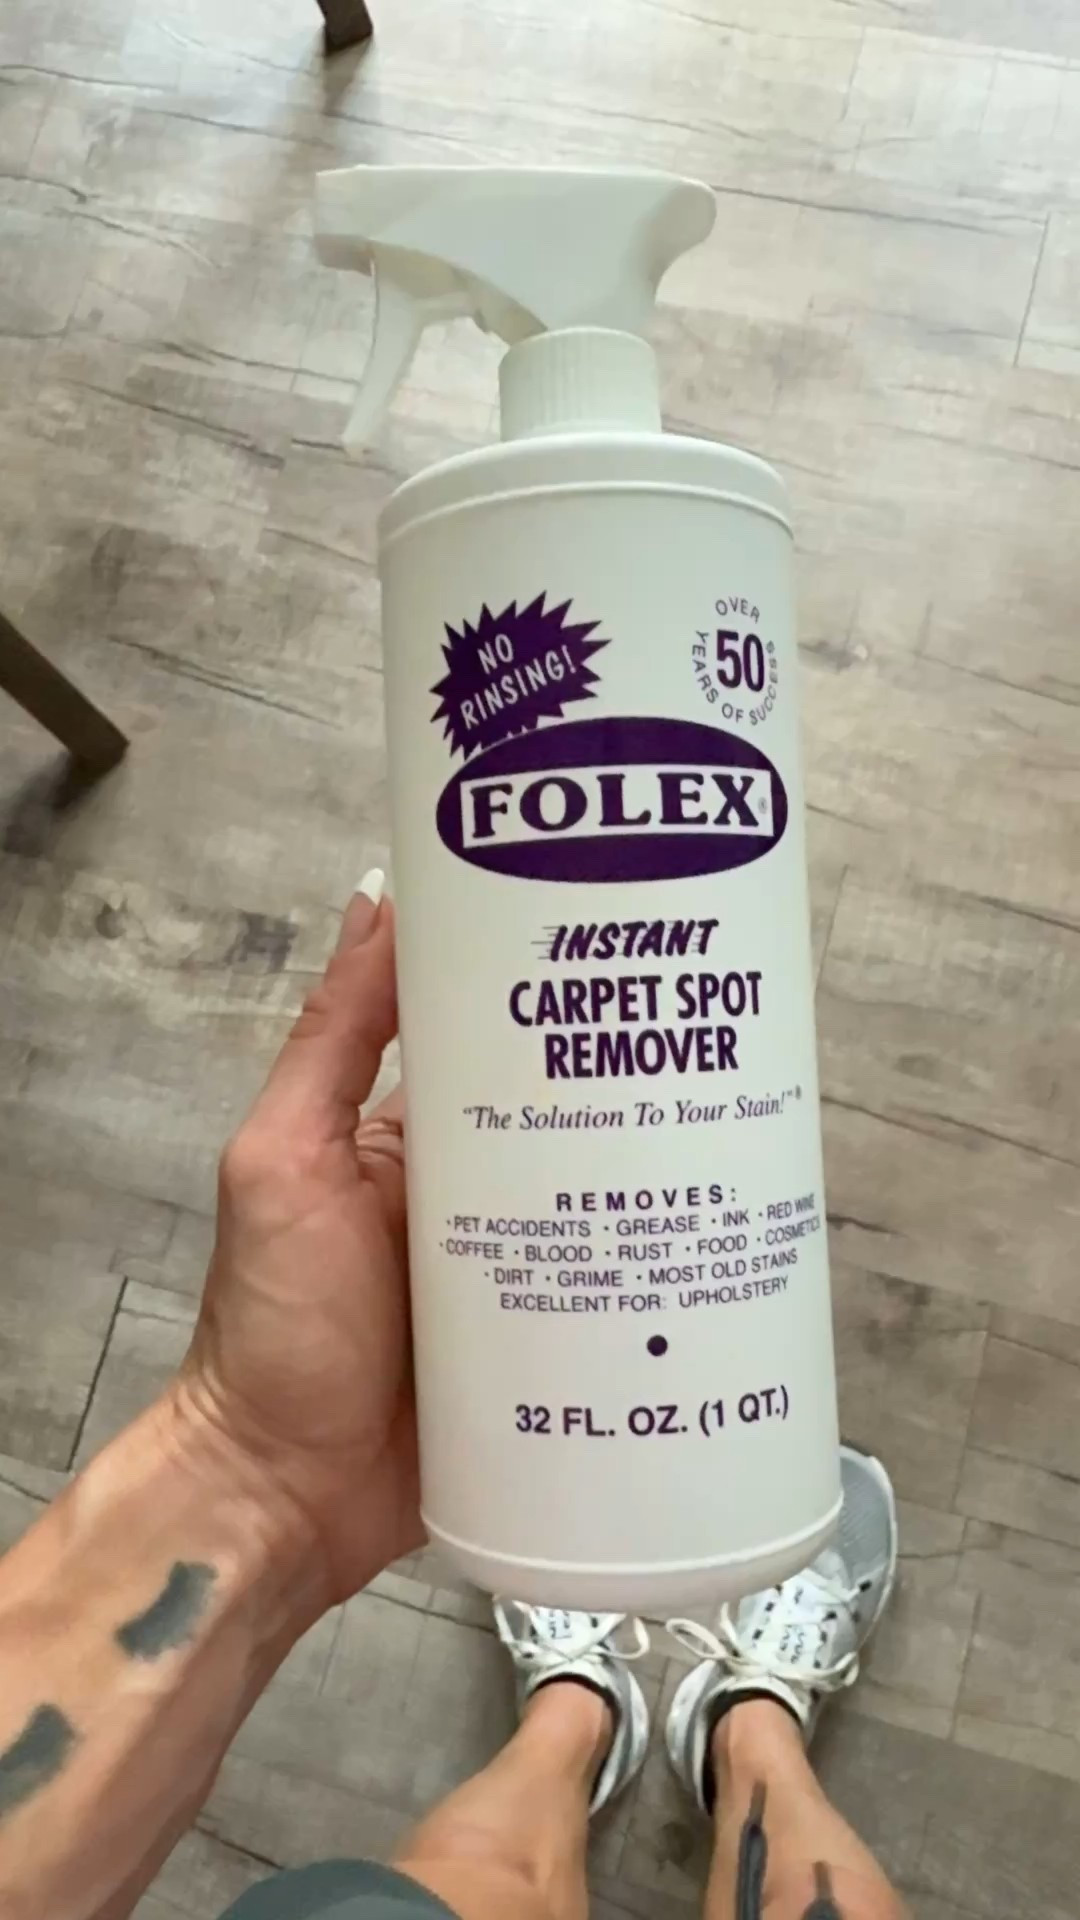 NO
RINSING!
OVER
50
YEARS OF SUCCESS
FOLEX®
INSTANT
CARPET SPOT
REMOVER
"The Solution To Your Stain!"®
REMOVES:
• PET ACCIDENTS • GREASE • INK • RED WINE
• COFFEE • BLOOD • RUST • FOOD • COSMETICS
• DIRT • GRIME • MOST OLD STAINS
EXCELLENT FOR: UPHOLSTERY
32 FL. OZ. (1 QT.)